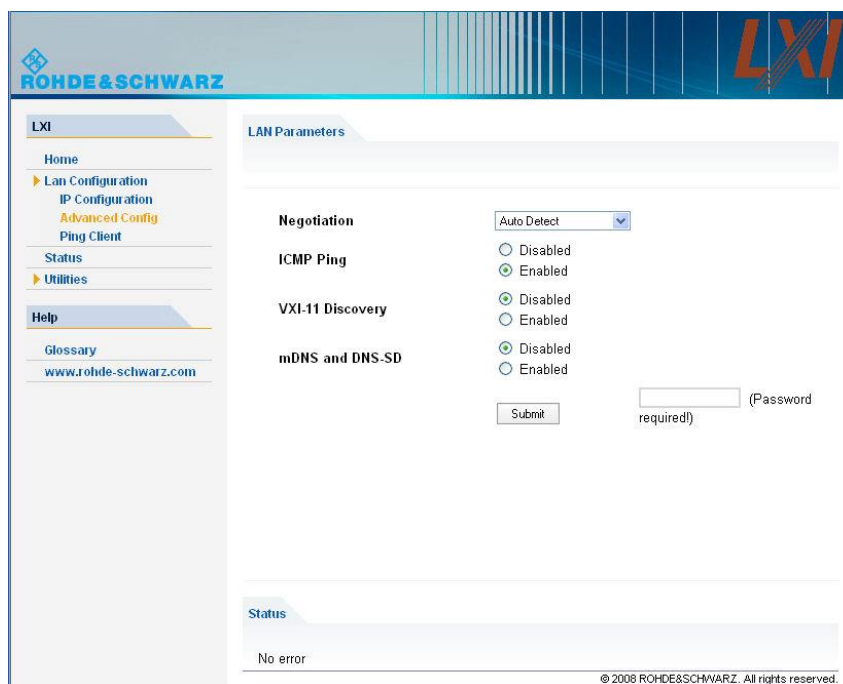 ROHDE&SCHWARZ
LXI
LXI
Home
Lan Configuration
IP Configuration
Advanced Config
Ping Client
Status
Utilities
Help
Glossary
www.rohde-schwarz.com
LAN Parameters
Negotiation
Auto Detect
ICMP Ping
Disabled
Enabled
VXI-11 Discovery
Disabled
Enabled
mDNS and DNS-SD
Disabled
Enabled
Submit
(Password
required!)
Status
No error
© 2008 ROHDE&SCHWARZ. All rights reserved.